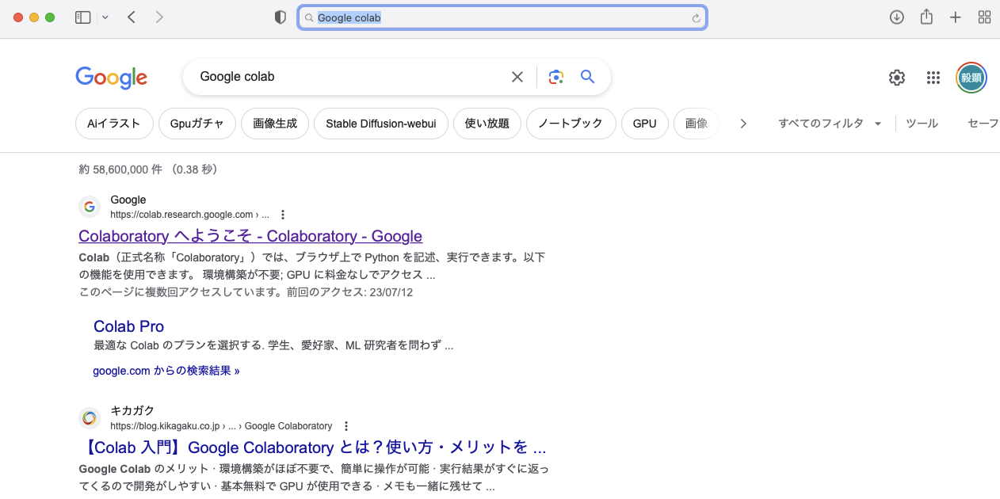 Google colab
Google
Google colab
毅顕
Aiイラスト
Gpuガチャ
画像生成
Stable Diffusion-webui
使い放題
ノートブック
GPU
画像
すべてのフィルタ
ツール
セーフ
約 58,600,000 件 （0.38 秒）
Google
https://colab.research.google.com › ...
Colaboratory へようこそ - Colaboratory - Google
Colab（正式名称「Colaboratory」）では、ブラウザ上で Python を記述、実行できます。以下
の機能を使用できます。 環境構築が不要; GPU に料金なしでアクセス ...
このページに複数回アクセスしています。前回のアクセス: 23/07/12
Colab Pro
最適な Colab のプランを選択する. 学生、愛好家、ML 研究者を問わず ...
google.com からの検索結果 »
キカガク
https://blog.kikagaku.co.jp › ... › Google Colaboratory
【Colab 入門】Google Colaboratory とは？使い方・メリットを ...
Google Colab のメリット · 環境構築がほぼ不要で、簡単に操作が可能 · 実行結果がすぐに返っ
てくるので開発がしやすい · 基本無料で GPU が使用できる · メモも一緒に残せて ...